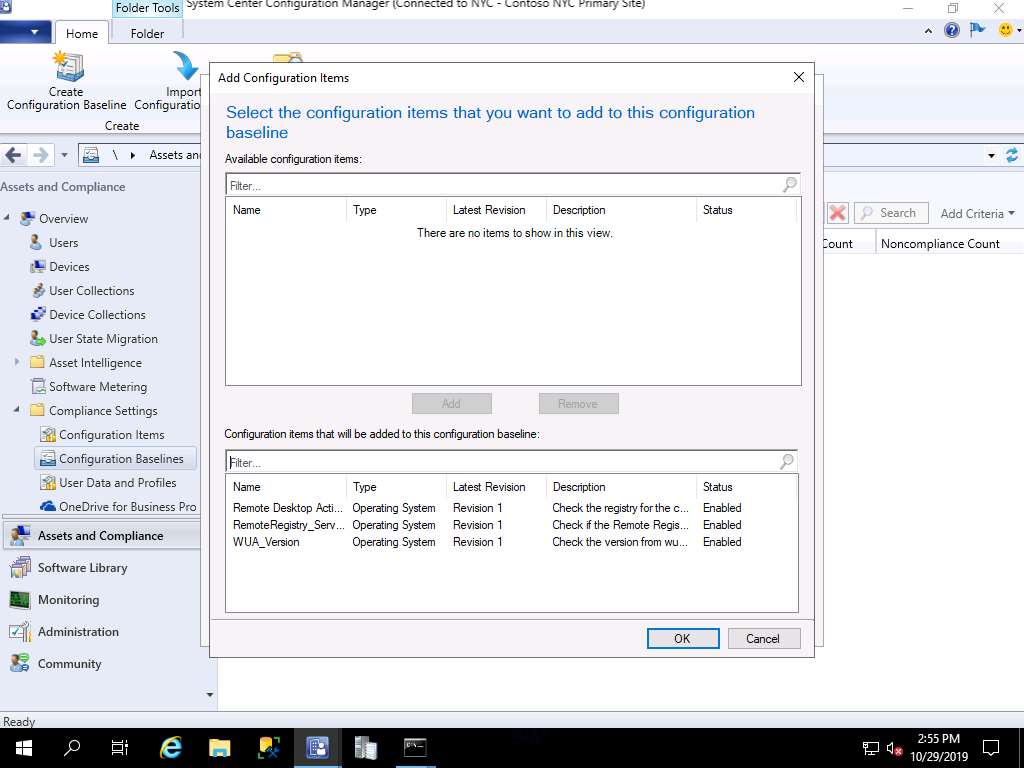 Folder Tools
System Center Configuration Manager (Connected to NYC - Contoso NYC Primary Site)
Home
Folder
Create
Configuration Baseline
Import
Create
\
Assets and Compliance
Overview
Users
Devices
User Collections
Device Collections
User State Migration
Asset Intelligence
Software Metering
Compliance Settings
Configuration Items
Configuration Baselines
User Data and Profiles
OneDrive for Business Pro
Assets and Compliance
Software Library
Monitoring
Administration
Community
Ready
Add Configuration Items
Select the configuration items that you want to add to this configuration
baseline
Available configuration items:
Filter...
Name Type Latest Revision Description Status
There are no items to show in this view.
Add Remove
Configuration items that will be added to this configuration baseline:
Filter...
Name Type Latest Revision Description Status
Remote Desktop Acti... Operating System Revision 1 Check the registry for the c... Enabled
RemoteRegistry_Serv... Operating System Revision 1 Check if the Remote Regis... Enabled
WUA_Version Operating System Revision 1 Check the version from wu... Enabled
OK Cancel
Search Add Criteria
Count Noncompliance Count
2:55 PM
10/29/2019